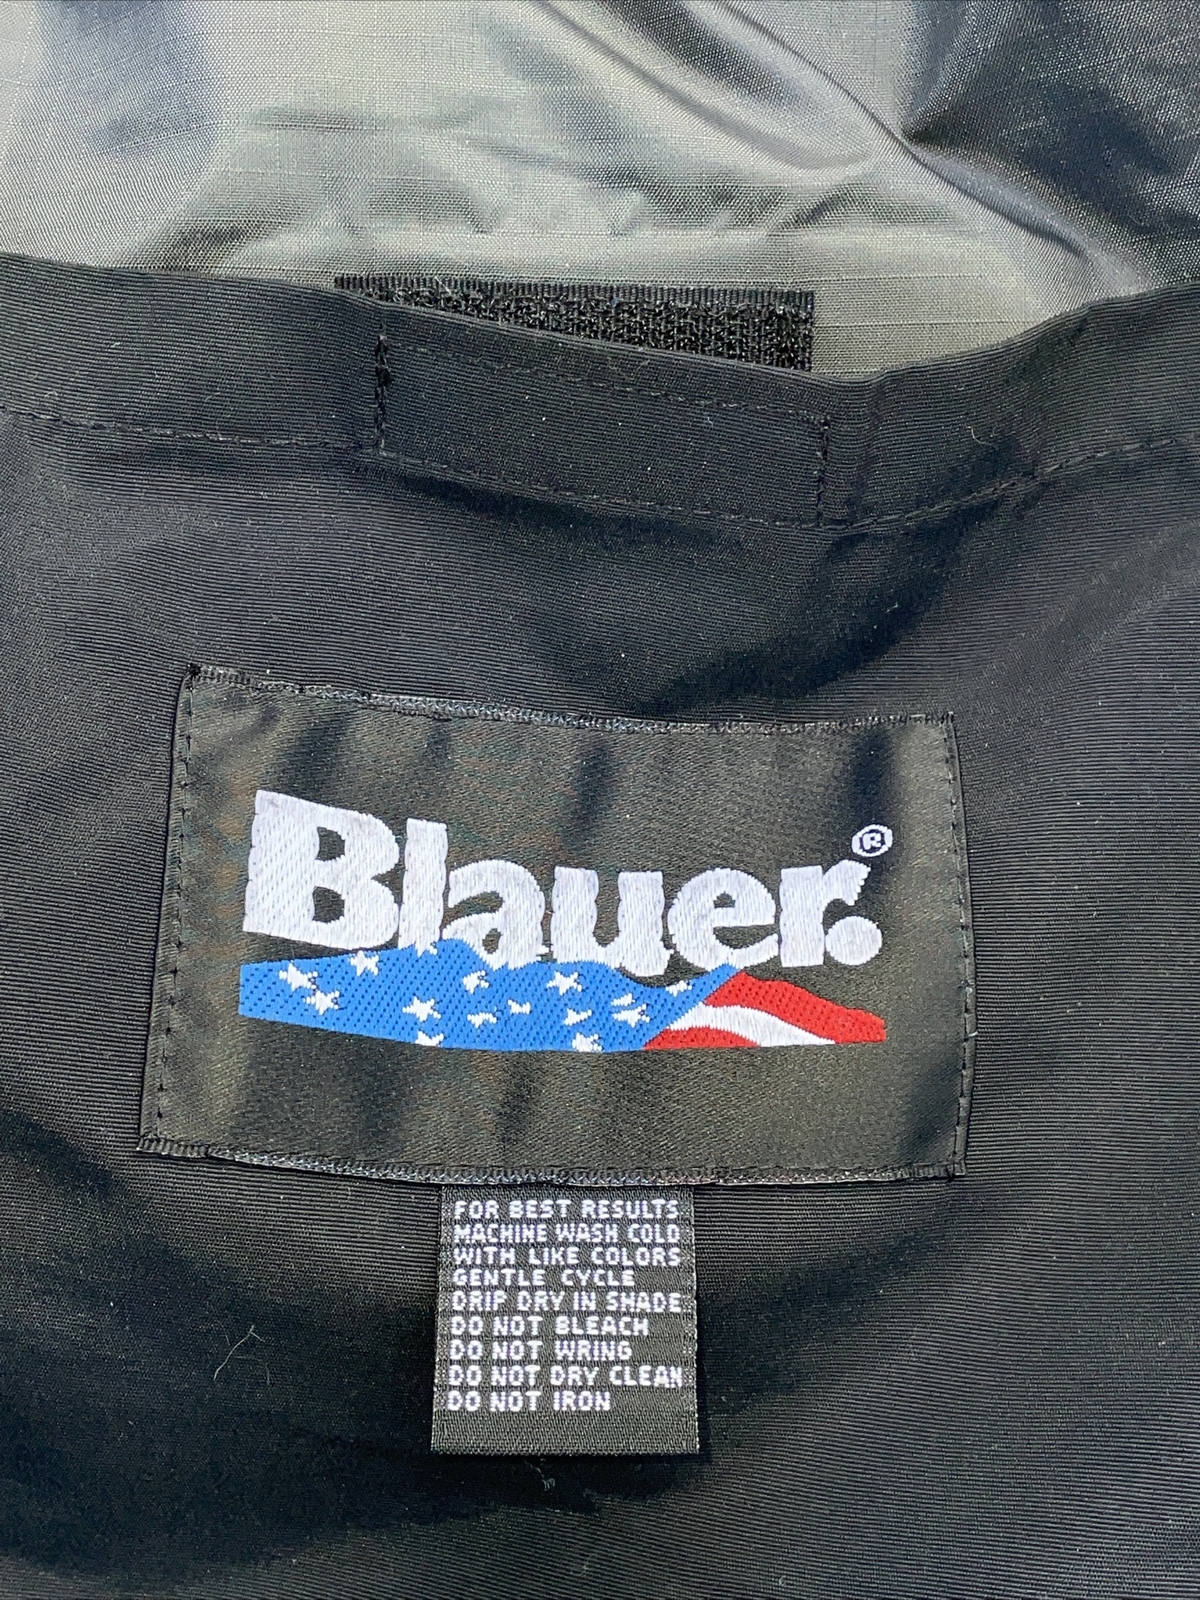 Blauer.®
FOR BEST RESULTS
MACHINE WASH COLD
WITH LIKE COLORS
GENTLE CYCLE
DRIP DRY IN SHADE
DO NOT BLEACH
DO NOT WRING
DO NOT DRY CLEAN
DO NOT IRON